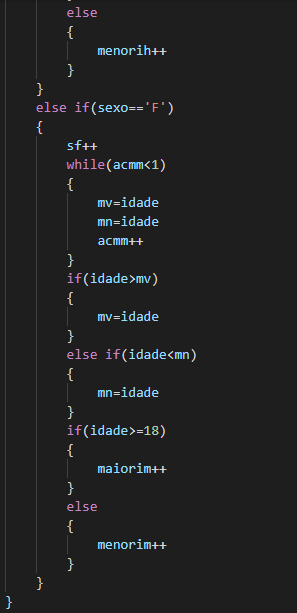 else
{
menorih++
}
}
else if(sexo=='F')
{
sf++
while(acmm<1)
{
mv=idade
mn=idade
acmm++
}
if(idade>mv)
{
mv=idade
}
else if(idade<mn)
{
mn=idade
}
if(idade>=18)
{
maiorim++
}
else
{
menorim++
}
}
}